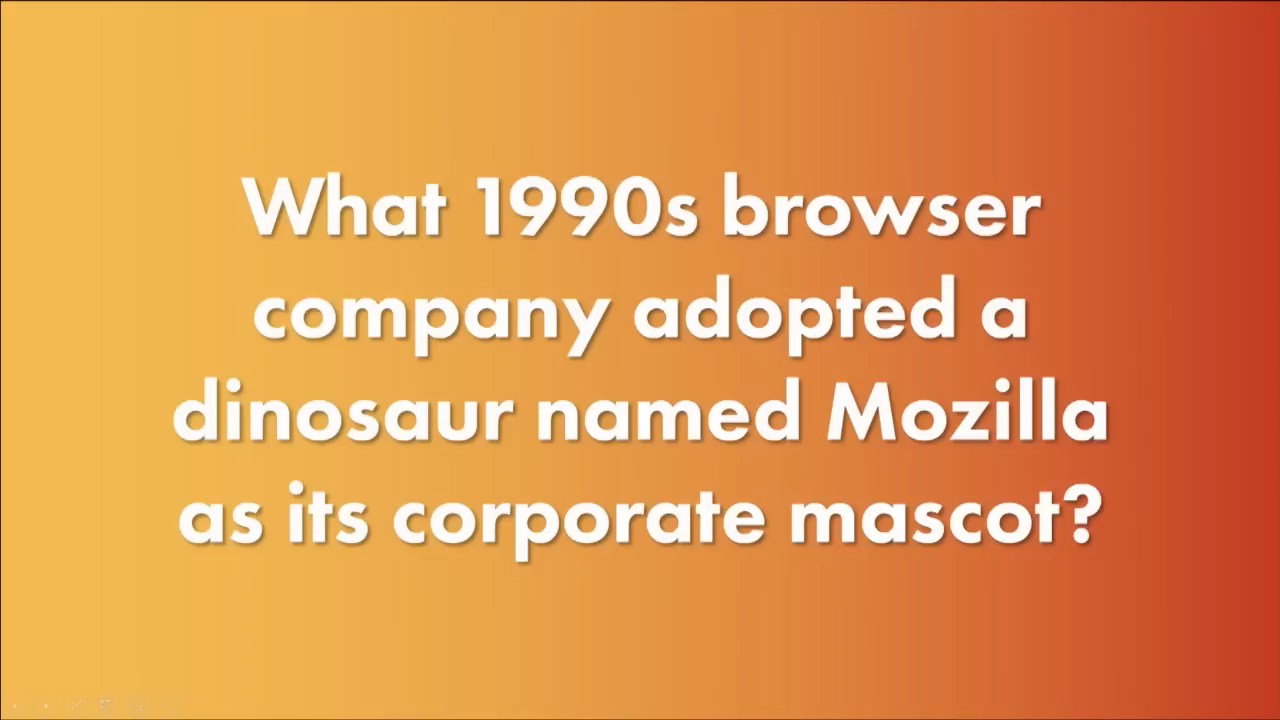 What 1990s browser
company adopted a
dinosaur named Mozilla
as its corporate mascot?